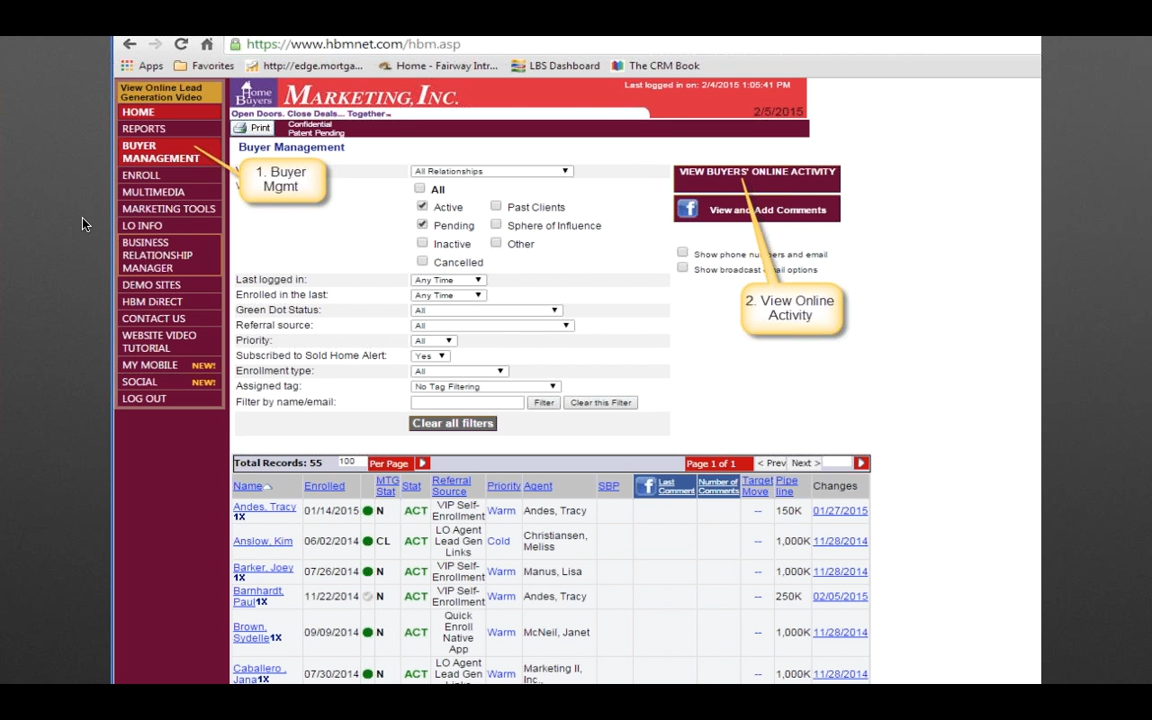 https://www.hbmnet.com/hbm.asp
Apps Favorites http://edge.mortga... Home - Fairway Intr... LBS Dashboard The CRM Book
View Online Lead
Generation Video
HOME
REPORTS
BUYER
MANAGEMENT
ENROLL
MULTIMEDIA
MARKETING TOOLS
LO INFO
BUSINESS
RELATIONSHIP
MANAGER
DEMO SITES
HBM DiRECT
CONTACT US
WEBSITE VIDEO
TUTORIAL
MY MOBILE NEW!
SOCIAL NEW!
LOG OUT
Home
Buyers
MARKETING, INC.
Open Doors. Close Deals... Together
Last logged in on: 2/4/2015 1:05:41 PM
2/5/2015
Print
Confidential
Patent Pending
Buyer Management
1. Buyer
Mgmt
All Relationships
All
Active Past Clients
Pending Sphere of Influence
Inactive Other
Cancelled
VIEW BUYERS' ONLINE ACTIVITY
f View and Add Comments
Show phone numbers and email
Show broadcast email options
2. View Online
Activity
Last logged in: Any Time
Enrolled in the last: Any Time
Green Dot Status: All
Referral source: All
Priority: All
Subscribed to Sold Home Alert: Yes
Enrollment type: All
Assigned tag: No Tag Filtering
Filter by name/email: Filter Clear this Filter
Clear all filters
Total Records: 55 100 Per Page Page 1 of 1 < Prev Next >
Name Enrolled MTG Stat Stat Referral Source Priority Agent SBP f Last Comment Number of Comments Target Move Pipe line Changes
Andes, Tracy 1X 01/14/2015 N ACT VIP Self-Enrollment Warm Andes, Tracy -- 150K 01/27/2015
Anslow, Kim 06/02/2014 CL ACT LO Agent Lead Gen Links Cold Christiansen, Meliss -- 1,000K 11/28/2014
Barker, Joey 1X 07/26/2014 N ACT VIP Self-Enrollment Warm Manus, Lisa -- 1,000K 11/28/2014
Barnhardt, Paul1X 11/22/2014 N ACT VIP Self-Enrollment Warm Andes, Tracy -- 250K 02/05/2015
Brown, Sydelle1X 09/09/2014 N ACT Quick Enroll Native App Warm McNeil, Janet -- 1,000K 11/28/2014
Caballero , Jana1X 07/30/2014 N ACT LO Agent Lead Gen Links Warm Marketing II, Inc., -- 1,000K 11/28/2014